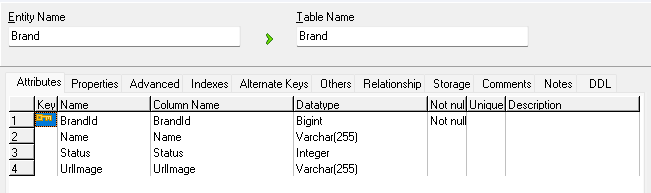 Entity Name Table Name
Brand Brand
Attributes Properties Advanced Indexes Alternate Keys Others Relationship Storage Comments Notes DDL
Key Name Column Name Datatype Not nul Unique Description
1 BrandId BrandId Bigint Not null
2 Name Name Varchar(255)
3 Status Status Integer
4 UrlImage UrlImage Varchar(255)